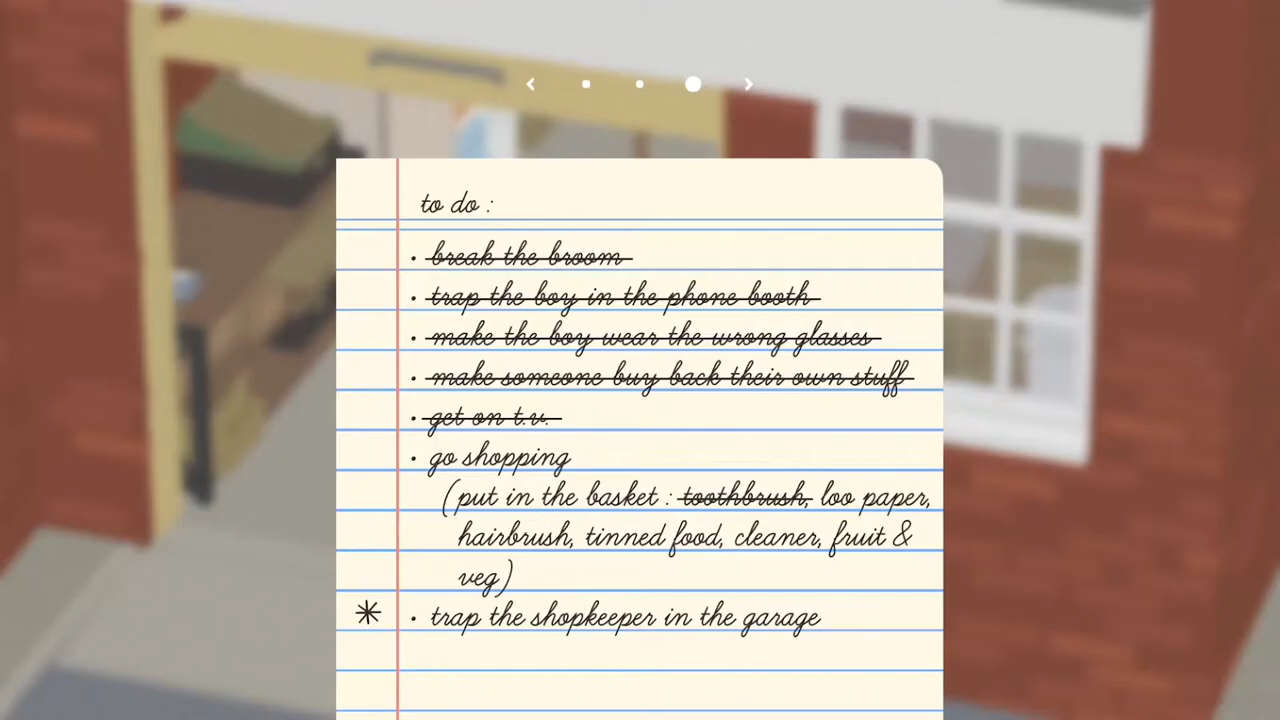 to do :
• break the broom
• trap the boy in the phone booth
• make the boy wear the wrong glasses
• make someone buy back their own stuff
• get on t.v.
• go shopping
(put in the basket : toothbrush, loo paper,
hairbrush, tinned food, cleaner, fruit &
veg)
* • trap the shopkeeper in the garage